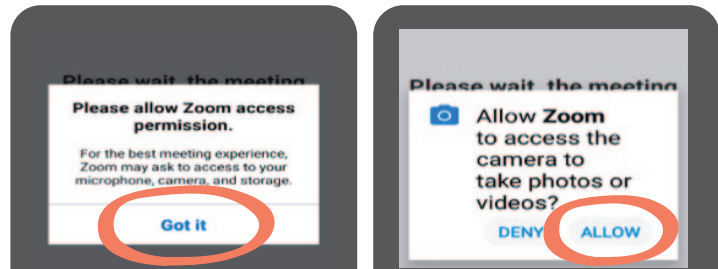 Please wait, the meeting
Please allow Zoom access
permission.
For the best meeting experience,
Zoom may ask to access to your
microphone, camera, and storage.
Got it
Please wait, the meeting
Allow Zoom
to access the
camera to
take photos or
videos?
DENY
ALLOW